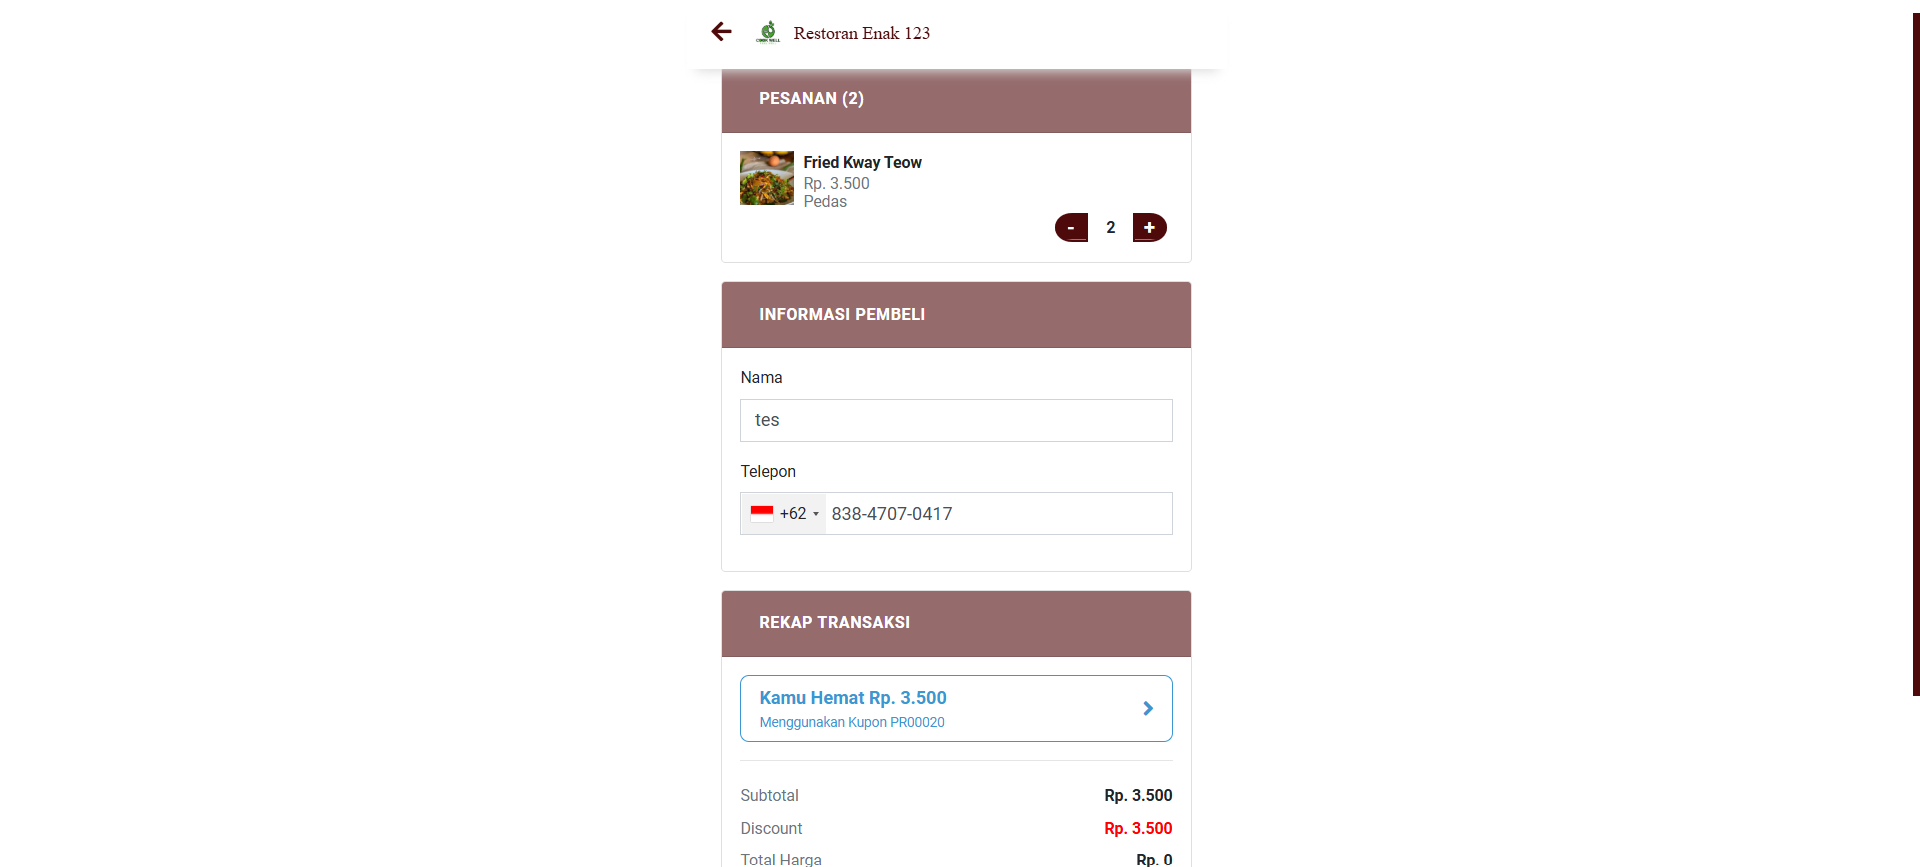 Restoran Enak 123
PESANAN (2)
Fried Kway Teow
Rp. 3.500
Pedas
- 2 +
INFORMASI PEMBELI
Nama
tes
Telepon
+62 838-4707-0417
REKAP TRANSAKSI
Kamu Hemat Rp. 3.500
Menggunakan Kupon PR00020
Subtotal Rp. 3.500
Discount Rp. 3.500
Total Harga Rp. 0